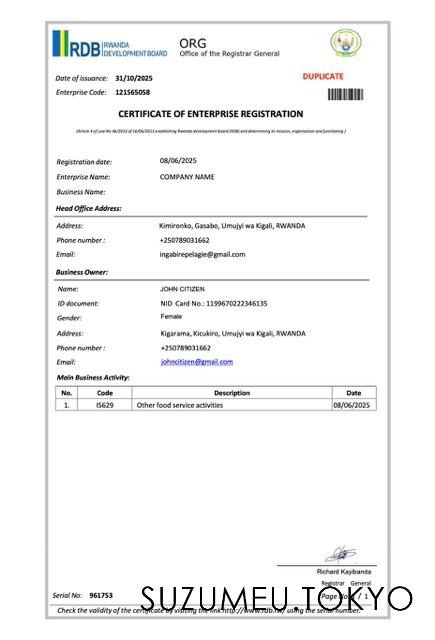 RDB RWANDA DEVELOPMENT BOARD
ORG
Office of the Registrar General
Date of issuance: 31/10/2025
DUPLICATE
Enterprise Code: 121565058
CERTIFICATE OF ENTERPRISE REGISTRATION
(Article 4 of Law No 46/2013 of 16/06/2013 establishing Rwanda development board (RDB) and determining its mission, organisation and functioning.)
Registration date: 08/06/2025
Enterprise Name: COMPANY NAME
Business Name:
Head Office Address:
Address: Kimironko, Gasabo, Umujyi wa Kigali, RWANDA
Phone number : +250789031662
Email: ingabirepelagie@gmail.com
Business Owner:
Name: JOHN CITIZEN
ID document: NID Card No.: 1199670222346135
Gender: Female
Address: Kigarama, Kicukiro, Umujyi wa Kigali, RWANDA
Phone number : +250789031662
Email: johncitizen@gmail.com
Main Business Activity:
No. Code Description Date
1. I5629 Other food service activities 08/06/2025
Richard Kayibanda
Registrar General
Serial No: 961753
Page / 1
SUZUMEU.TOKYO
Check the validity of the certificate by visiting the link http://www.rdb.rw/ using the serial number.